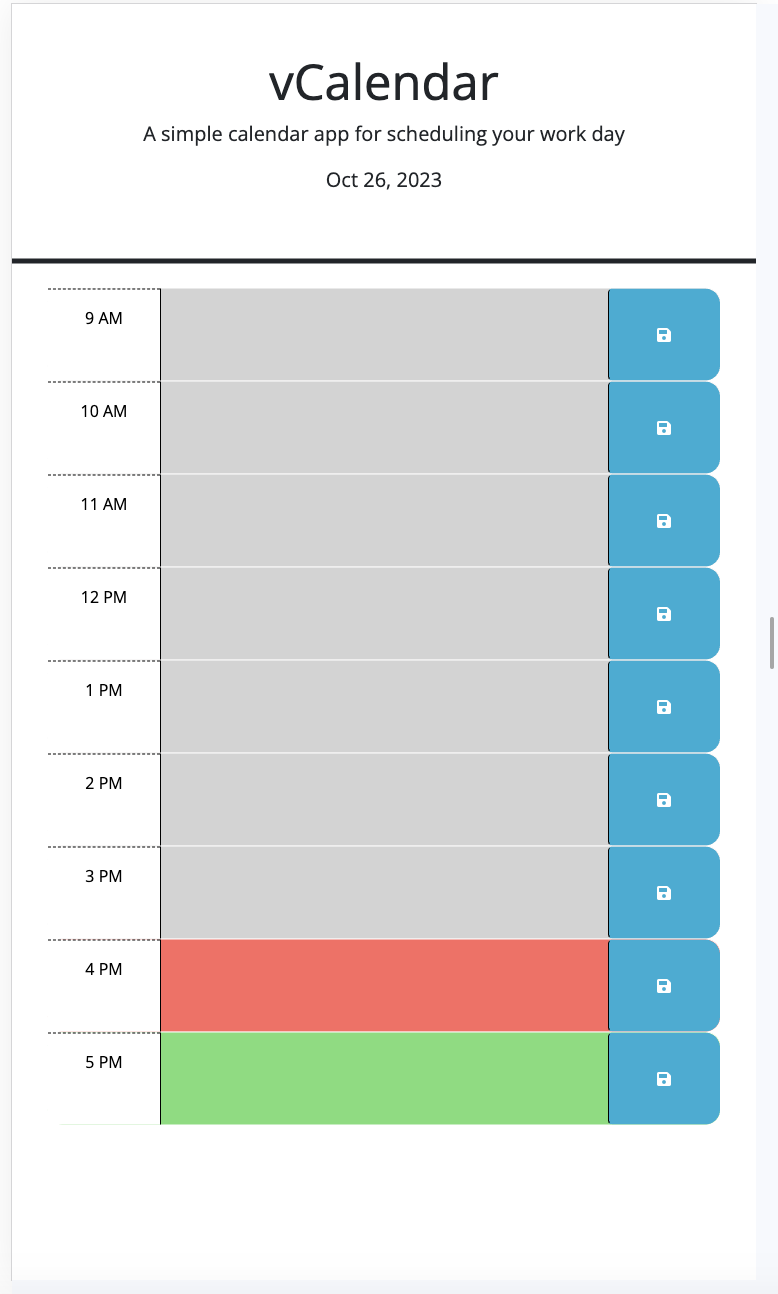 vCalendar
A simple calendar app for scheduling your work day
Oct 26, 2023
9 AM
10 AM
11 AM
12 PM
1 PM
2 PM
3 PM
4 PM
5 PM